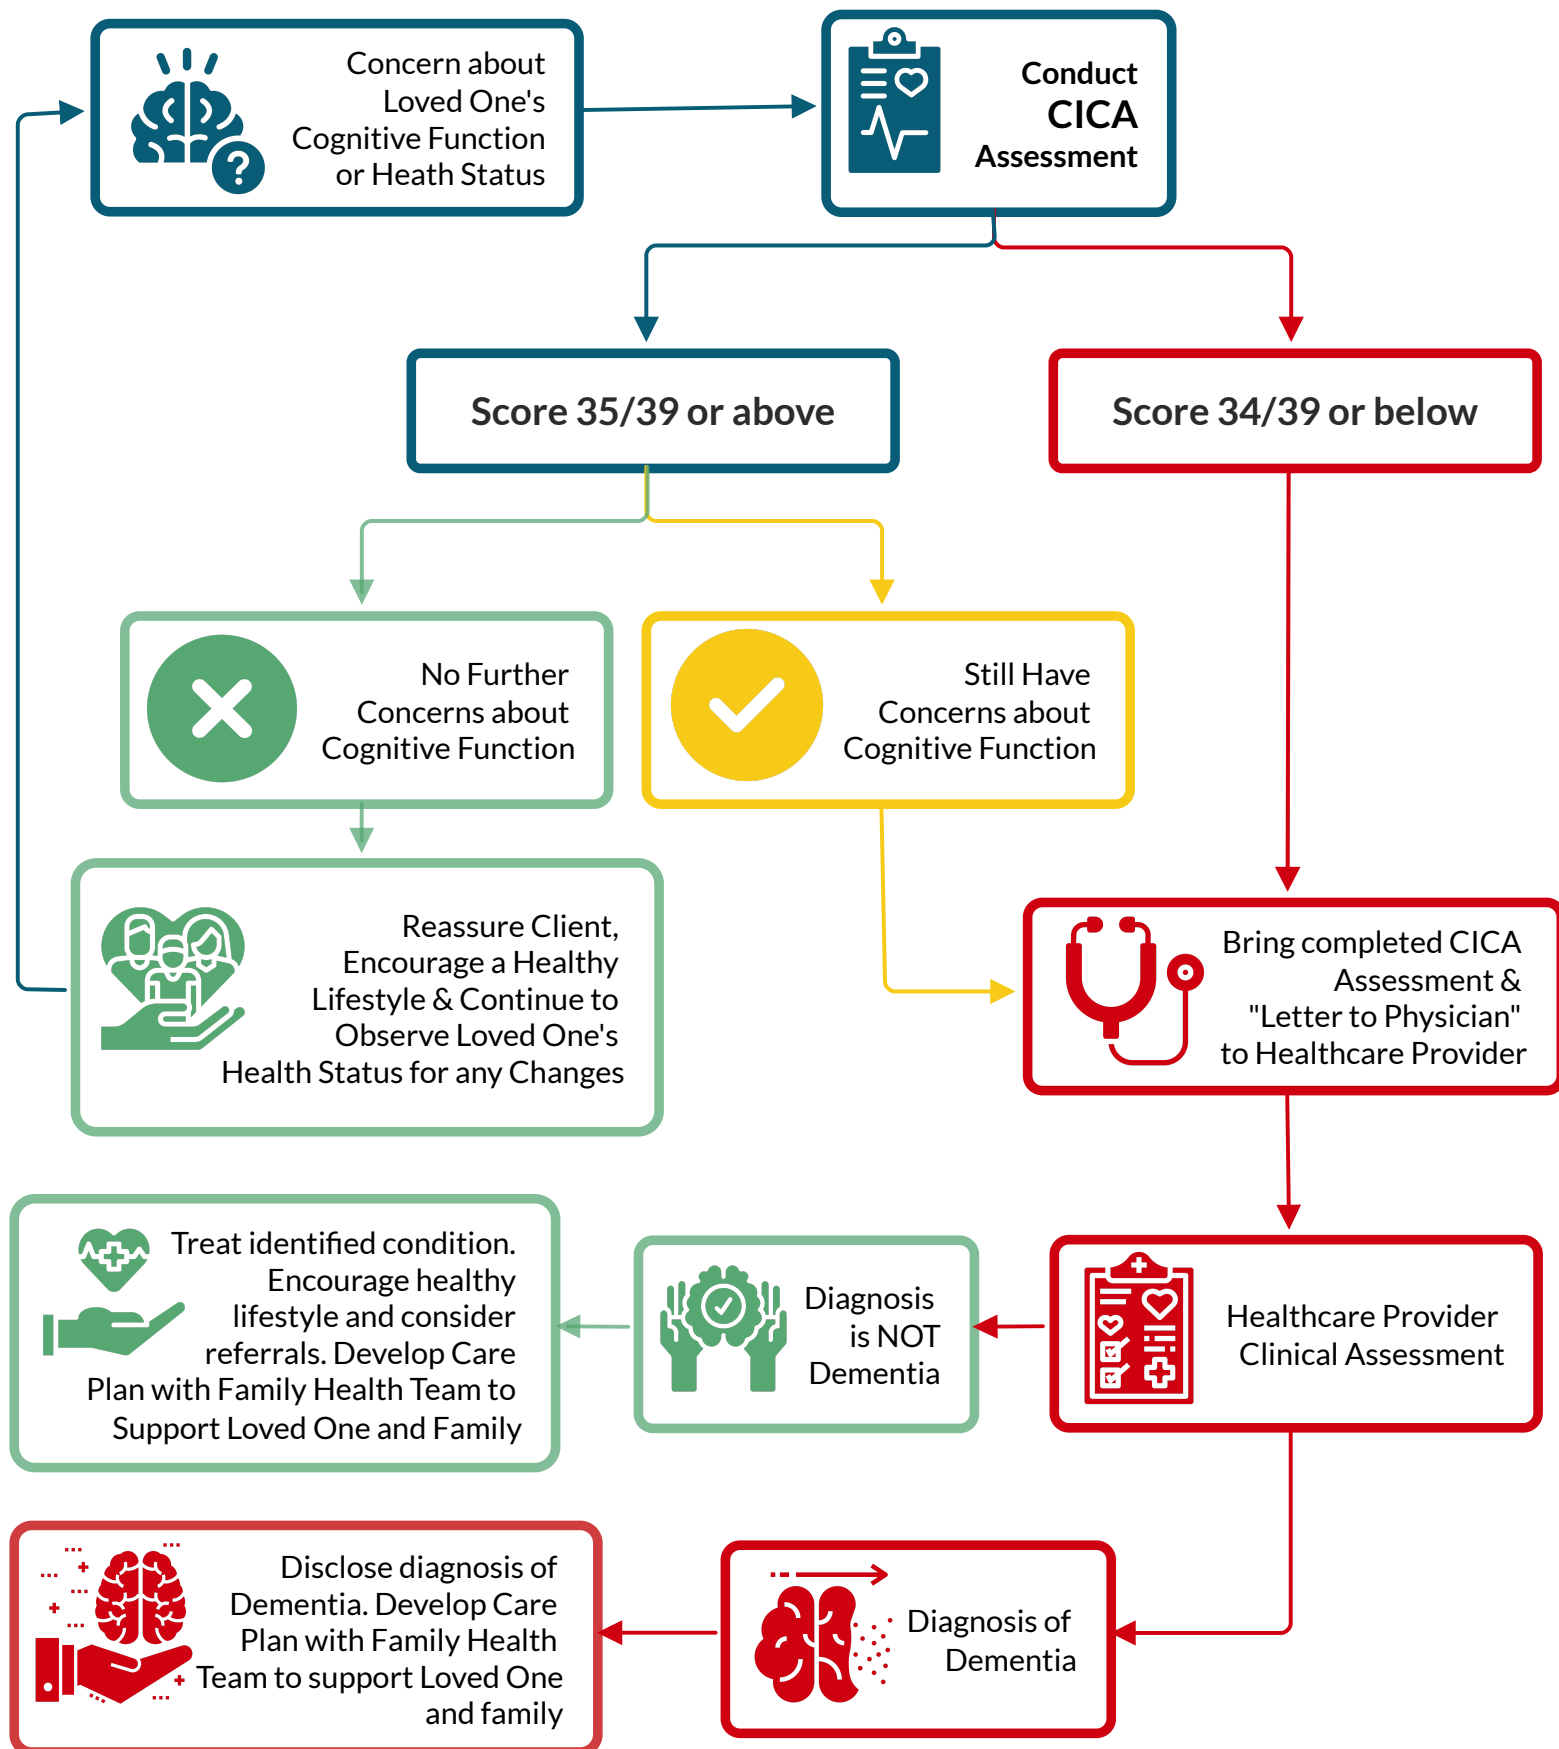 Concern about
Loved One's
Cognitive Function
or Heath Status
Conduct
CICA
Assessment
Score 35/39 or above
Score 34/39 or below
No Further
Concerns about
Cognitive Function
Still Have
Concerns about
Cognitive Function
Reassure Client,
Encourage a Healthy
Lifestyle & Continue to
Observe Loved One's
Health Status for any Changes
Bring completed CICA
Assessment &
"Letter to Physician"
to Healthcare Provider
Treat identified condition.
Encourage healthy
lifestyle and consider
referrals. Develop Care
Plan with Family Health Team to
Support Loved One and Family
Diagnosis
is NOT
Dementia
Healthcare Provider
Clinical Assessment
Disclose diagnosis of
Dementia. Develop Care
Plan with Family Health
Team to support Loved One
and family
Diagnosis of
Dementia